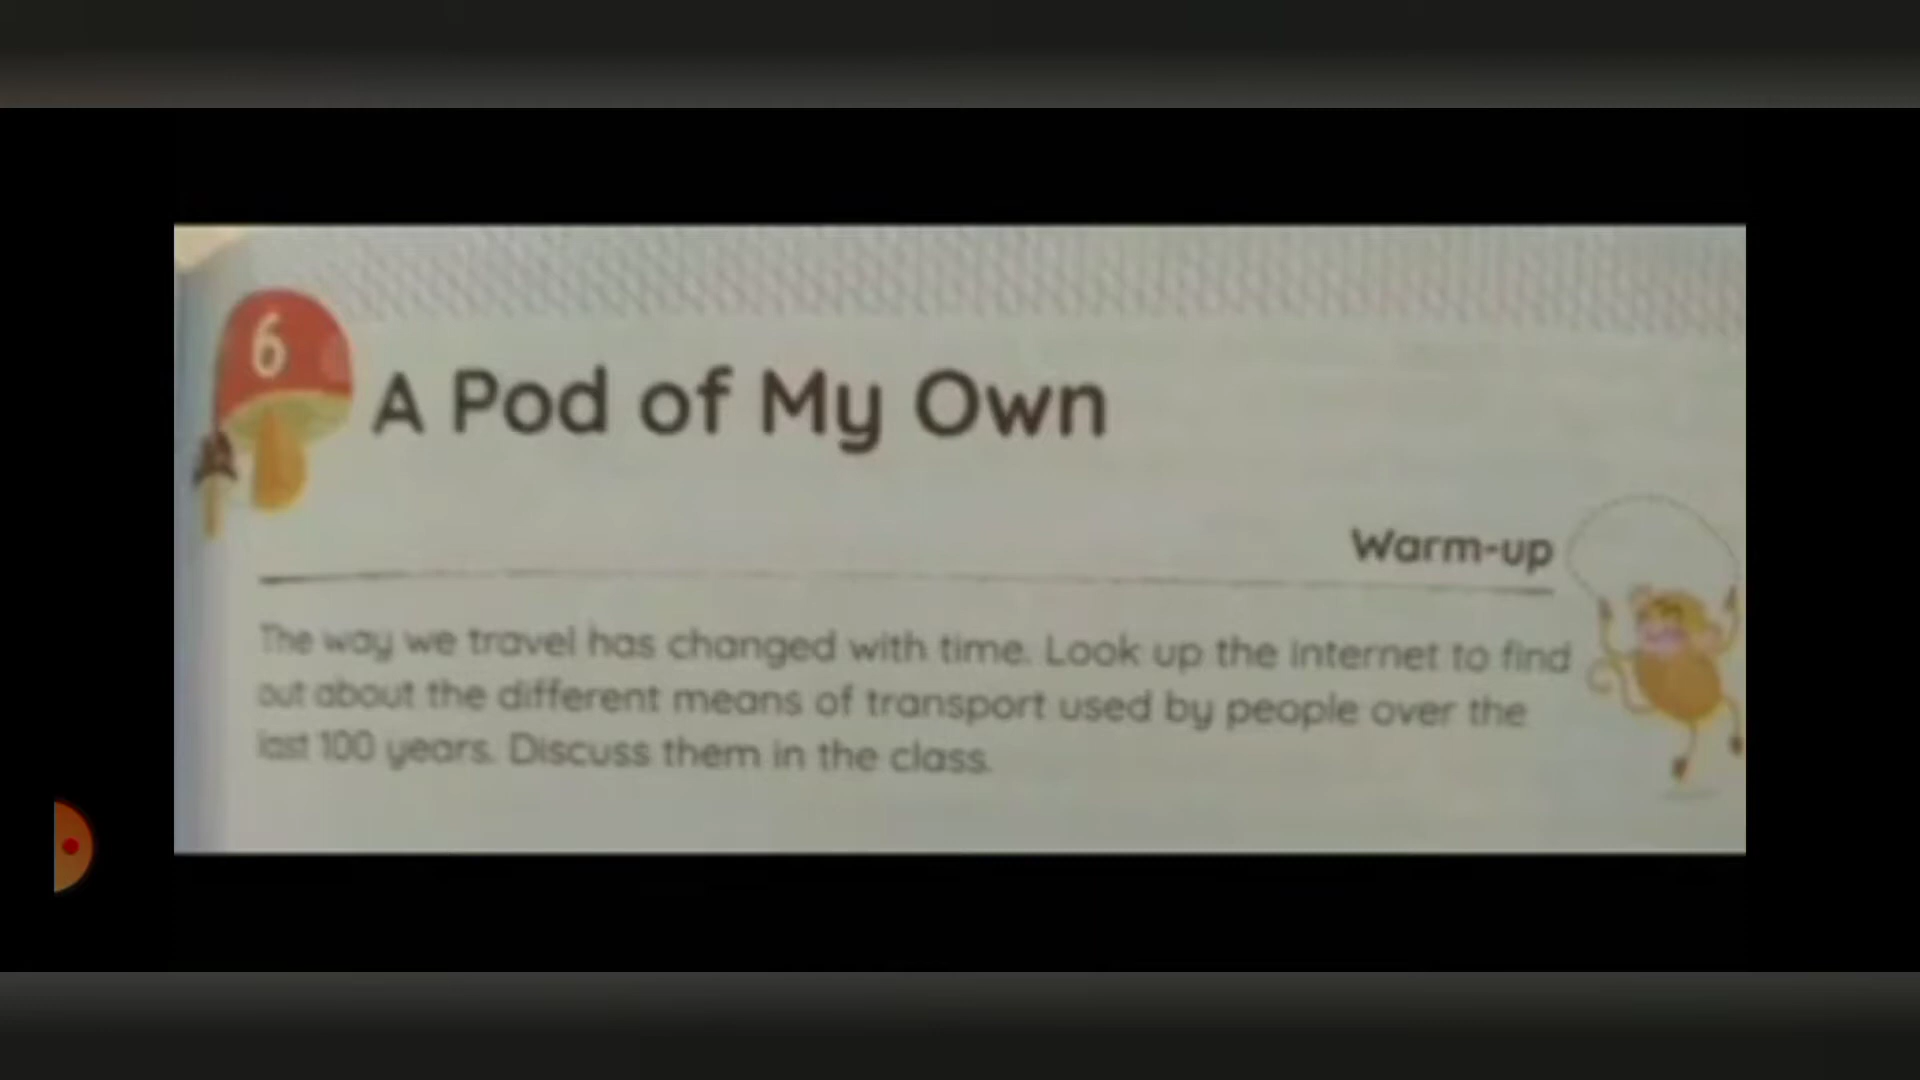 6
A Pod of My Own
Warm-up
The way we travel has changed with time. Look up the internet to find
out about the different means of transport used by people over the
last 100 years. Discuss them in the class.